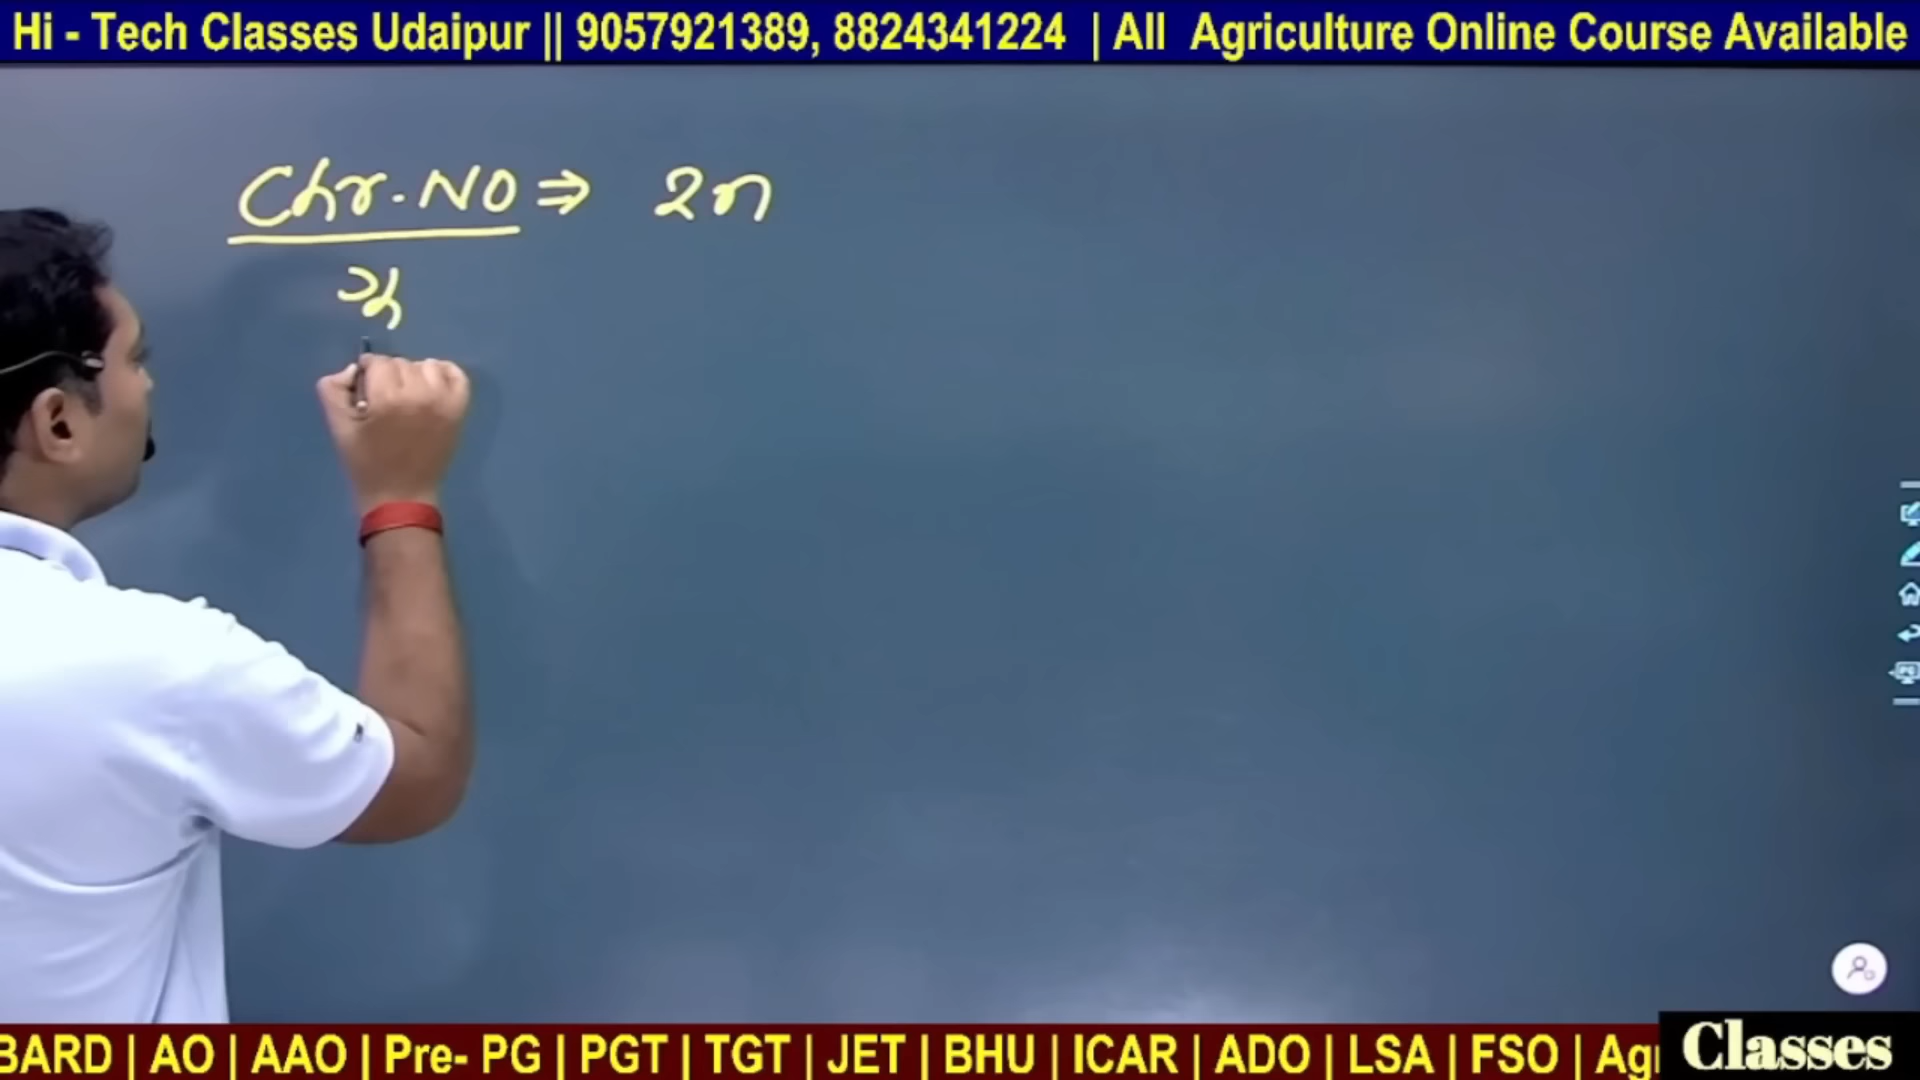 Hi - Tech Classes Udaipur || 9057921389, 8824341224 | All Agriculture Online Course Available
Chr. NO ⇒ 2n
BARD | AO | AAO | Pre- PG | PGT | TGT | JET | BHU | ICAR | ADO | LSA | FSO | Agr
Classes